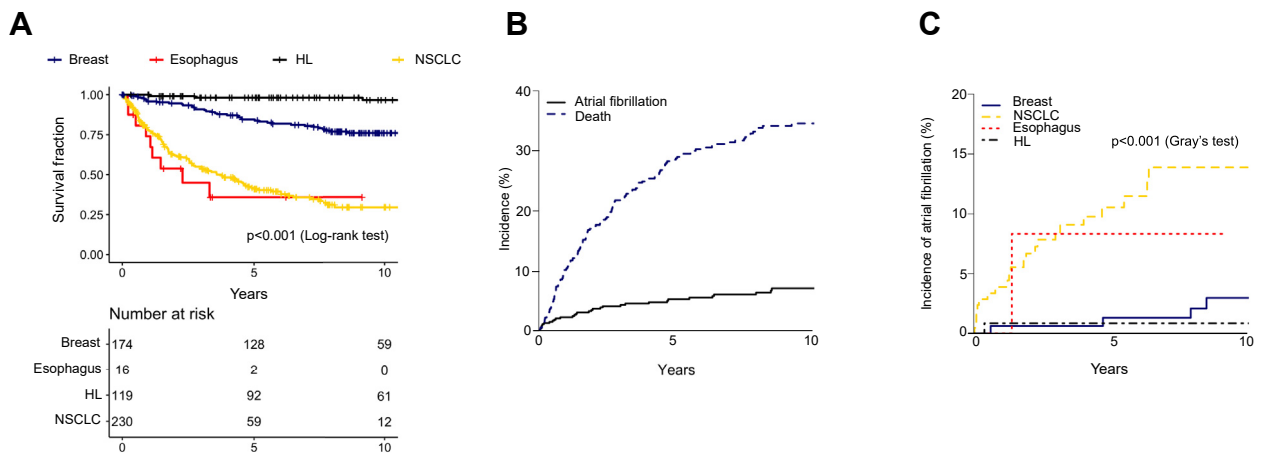 A
Breast
Esophagus
HL
NSCLC
1.00
0.75
0.50
0.25
0.00
Survival fraction
p<0.001 (Log-rank test)
0
5
10
Years
Number at risk
Breast 174 128 59
Esophagus 16 2 0
HL 119 92 61
NSCLC 230 59 12
0
5
10
B
Atrial fibrillation
Death
40
30
20
10
0
Incidence (%)
0
5
10
Years
C
Breast
NSCLC
Esophagus
HL
p<0.001 (Gray's test)
20
15
10
5
0
Incidence of atrial fibrillation (%)
0
5
10
Years